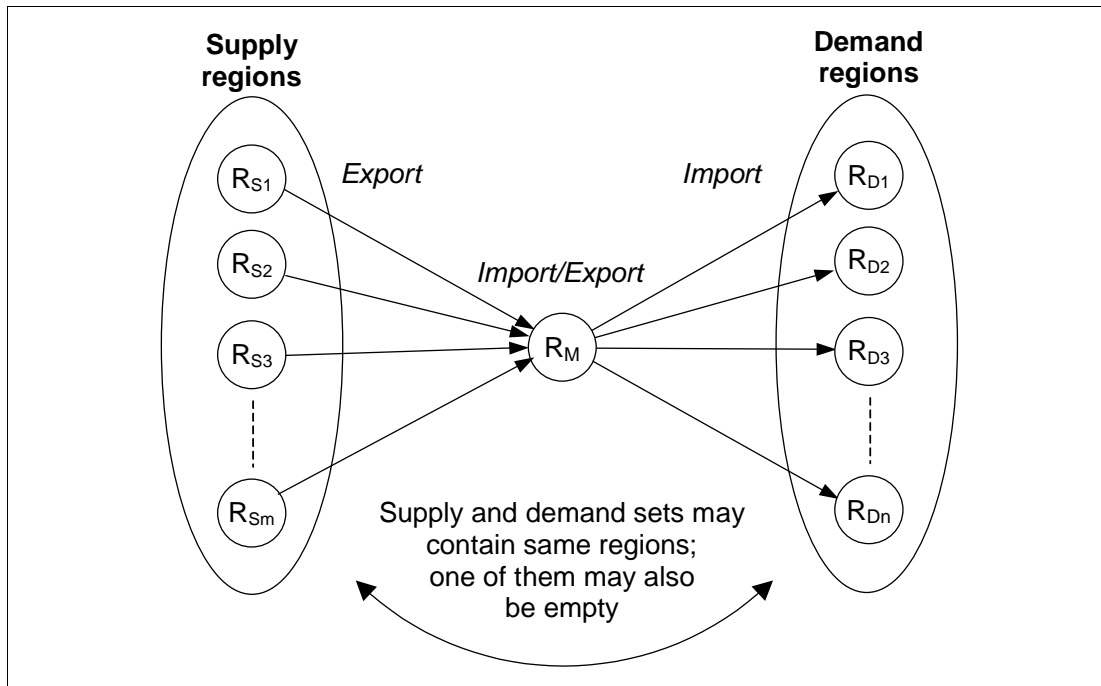 Supply
regions
Demand
regions
Export
Import
R_S1
R_D1
R_S2
Import/Export
R_D2
R_S3
R_M
R_D3
R_Sm
R_Dn
Supply and demand sets may
contain same regions;
one of them may also
be empty